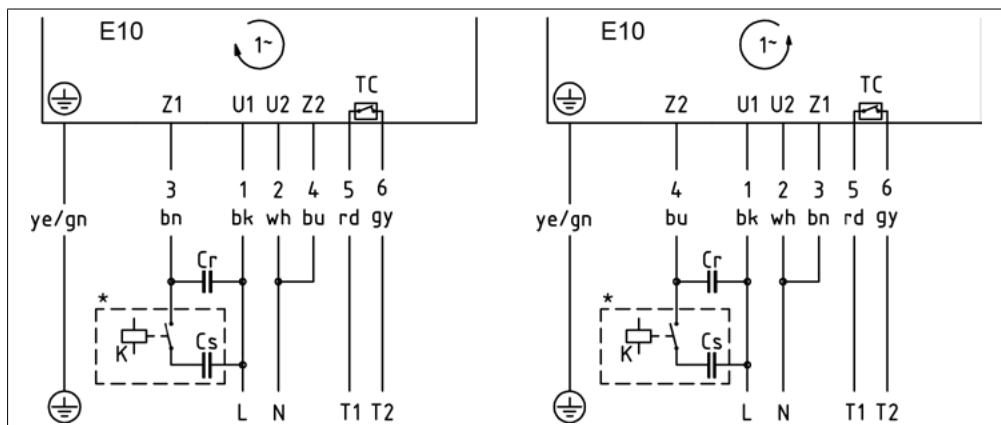 E10
1~
TC
Z1 U1 U2 Z2
3 1 2 4 5 6
ye/gn bn bk wh bu rd gy
Cr
*
K Cs
L N T1 T2
E10
1~
TC
Z2 U1 U2 Z1
4 1 2 3 5 6
ye/gn bu bk wh bn rd gy
Cr
*
K Cs
L N T1 T2